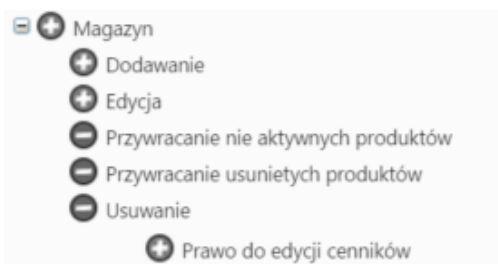 Magazyn
Dodawanie
Edycja
Przywracanie nie aktywnych produktów
Przywracanie usunietych produktów
Usuwanie
Prawo do edycji cenników